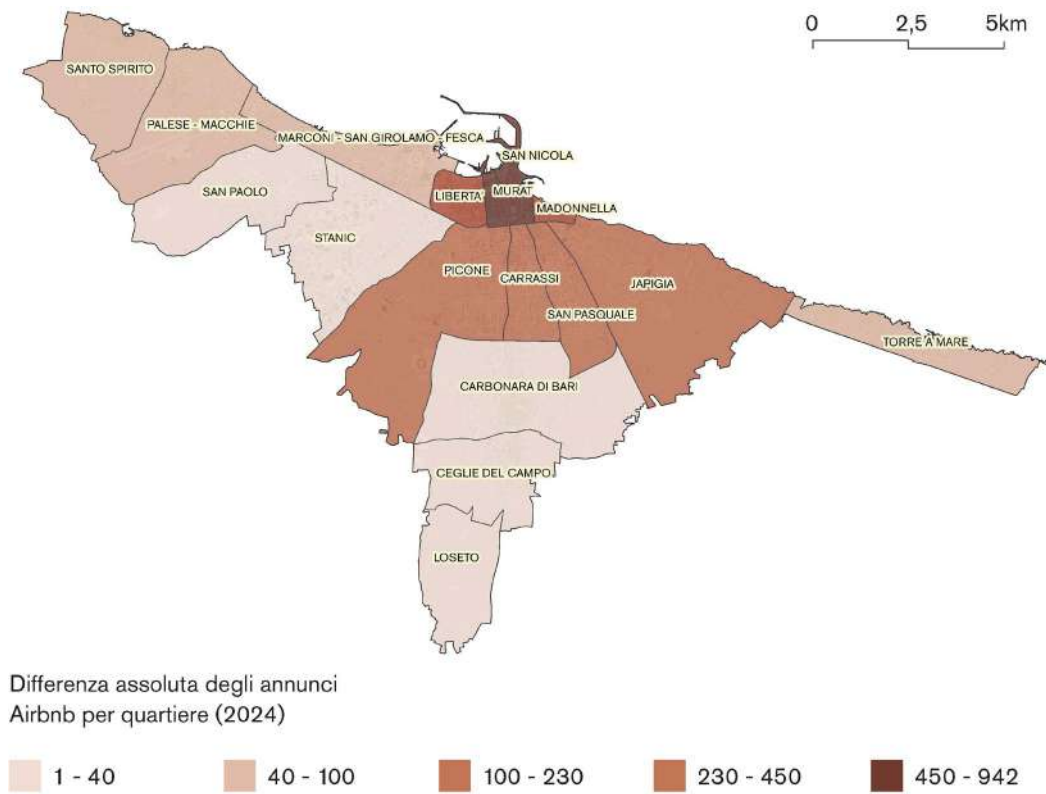 0 2,5 5km
SANTO SPIRITO
PALESE - MACCHIE
MARCONI - SAN GIROLAMO - FESCA
SAN NICOLA
SAN PAOLO
LIBERTA'
MURAT
MADONNELLA
STANIC
PICONE
CARRASSI
JAPIGIA
SAN PASQUALE
TORRE A MARE
CARBONARA DI BARI
CEGLIE DEL CAMPO
LOSETO
Differenza assoluta degli annunci
Airbnb per quartiere (2024)
1 - 40 40 - 100 100 - 230 230 - 450 450 - 942